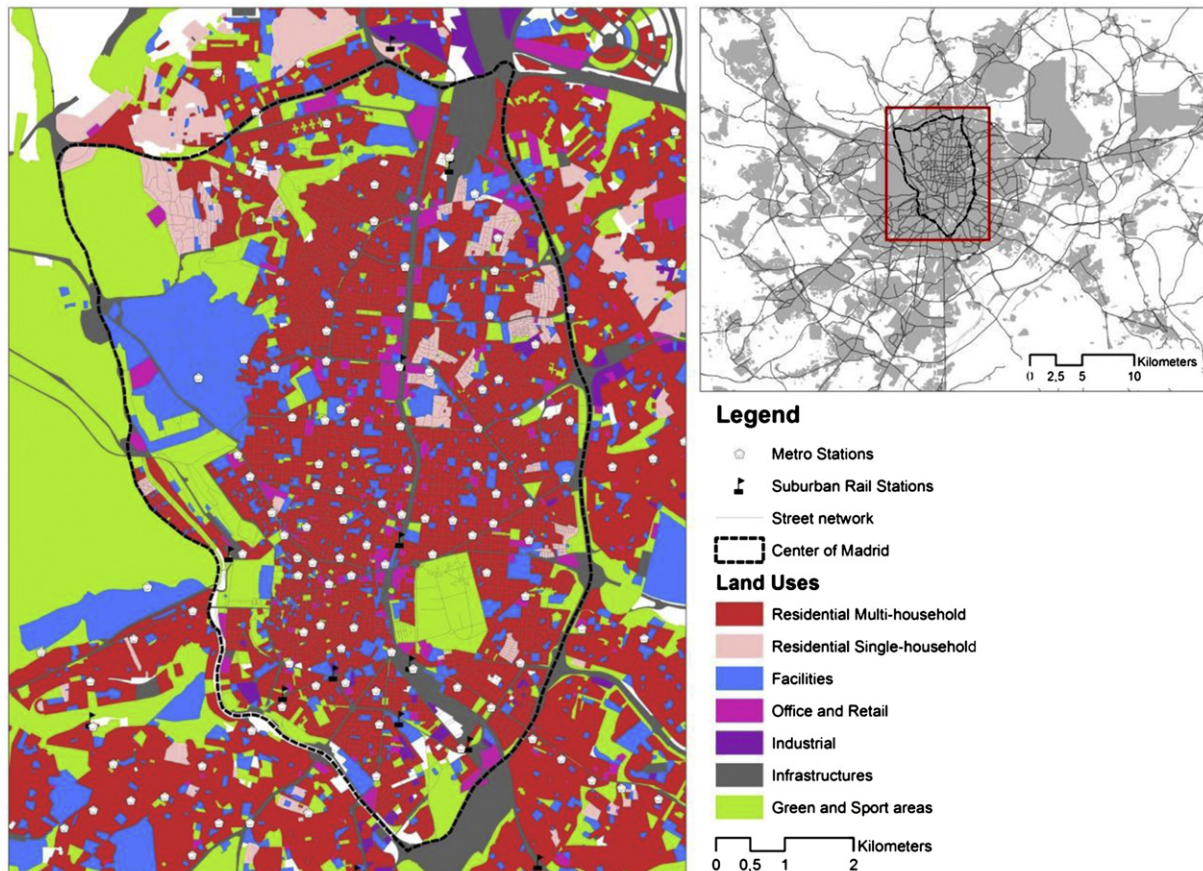 Kilometers
0 2,5 5 10
Legend
Metro Stations
Suburban Rail Stations
Street network
Center of Madrid
Land Uses
Residential Multi-household
Residential Single-household
Facilities
Office and Retail
Industrial
Infrastructures
Green and Sport areas
Kilometers
0 0,5 1 2